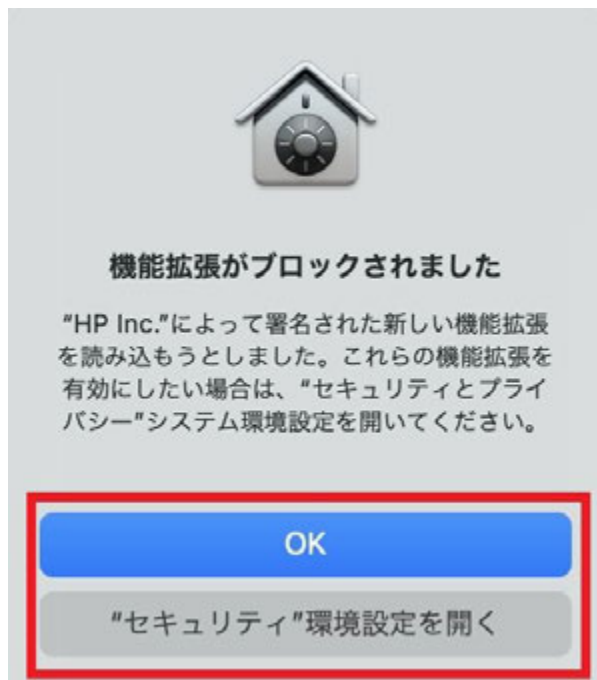 機能拡張がブロックされました
"HP Inc."によって署名された新しい機能拡張
を読み込もうとしました。これらの機能拡張を
有効にしたい場合は、"セキュリティとプライ
バシー"システム環境設定を開いてください。
OK
"セキュリティ"環境設定を開く